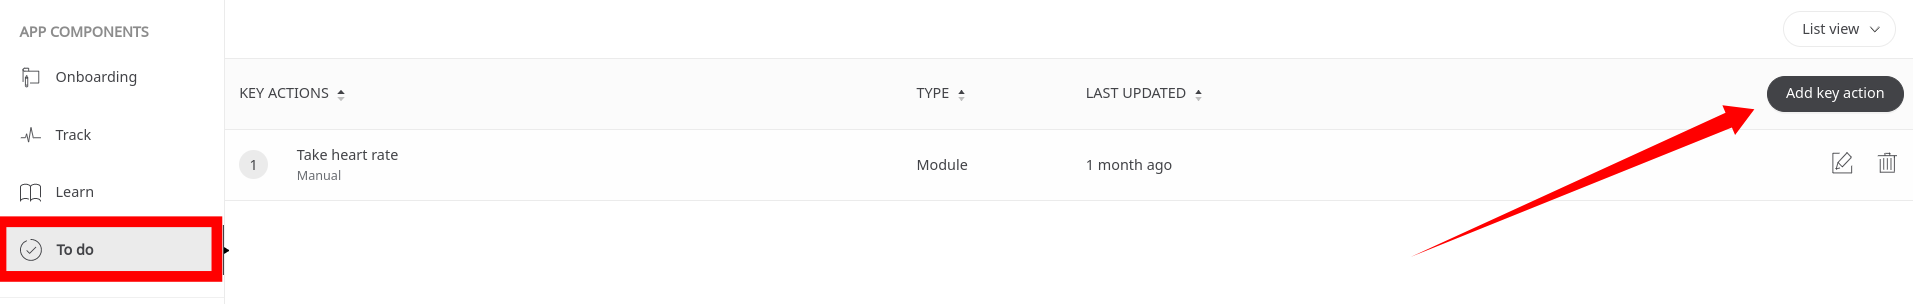 APP COMPONENTS
Onboarding
Track
Learn
To do
List view
KEY ACTIONS TYPE LAST UPDATED Add key action
1 Take heart rate Module 1 month ago
Manual